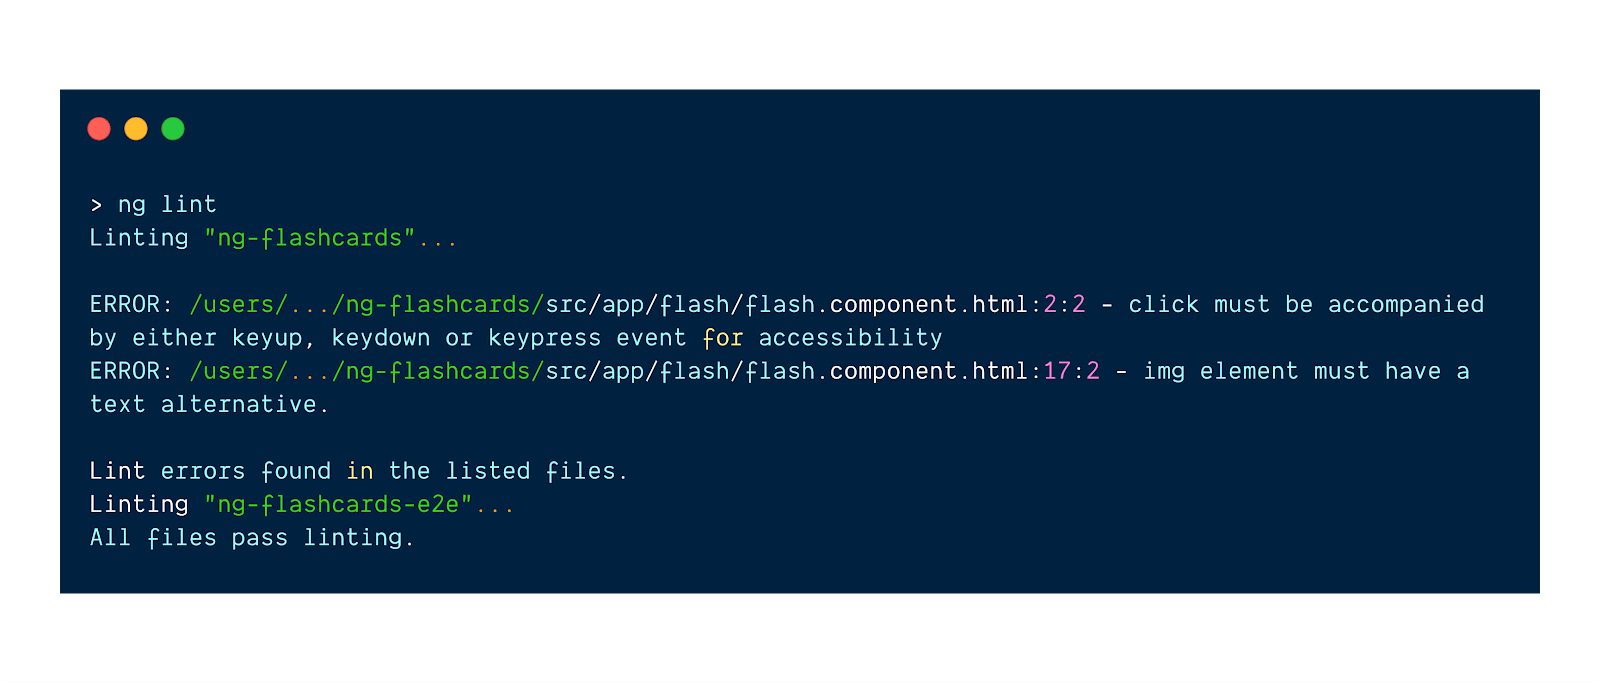 > ng lint
Linting "ng-flashcards"...
ERROR: /users/.../ng-flashcards/src/app/flash/flash.component.html:2:2 - click must be accompanied
by either keyup, keydown or keypress event for accessibility
ERROR: /users/.../ng-flashcards/src/app/flash/flash.component.html:17:2 - img element must have a
text alternative.
Lint errors found in the listed files.
Linting "ng-flashcards-e2e"...
All files pass linting.